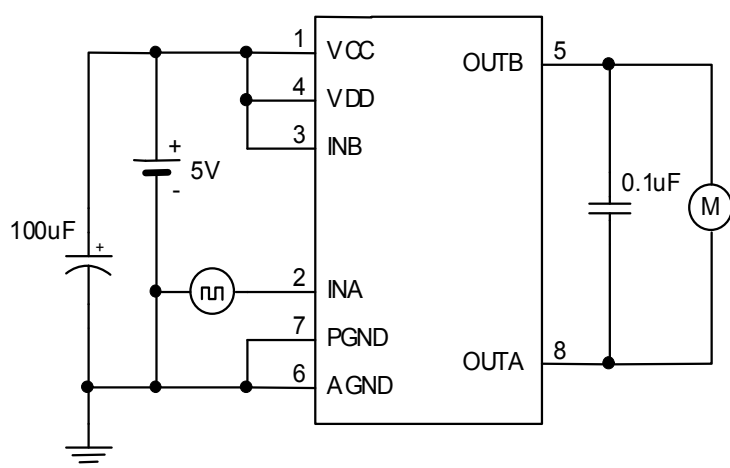 1
VCC
4
VDD
3
INB
OUTB
5
+
5V
-
100uF
+
2
INA
7
PGND
6
AGND
OUTA
8
0.1uF
M